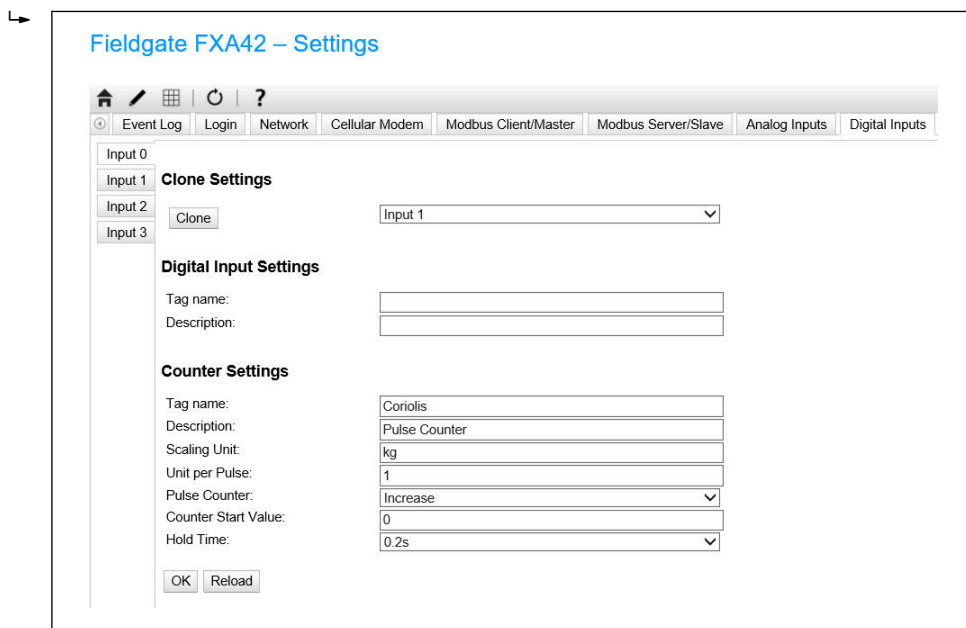 Fieldgate FXA42 – Settings
?
Event Log Login Network Cellular Modem Modbus Client/Master Modbus Server/Slave Analog Inputs Digital Inputs
Input 0
Input 1
Input 2
Input 3
Clone Settings
Clone Input 1
Digital Input Settings
Tag name:
Description:
Counter Settings
Tag name: Coriolis
Description: Pulse Counter
Scaling Unit: kg
Unit per Pulse: 1
Pulse Counter: Increase
Counter Start Value: 0
Hold Time: 0.2s
OK Reload